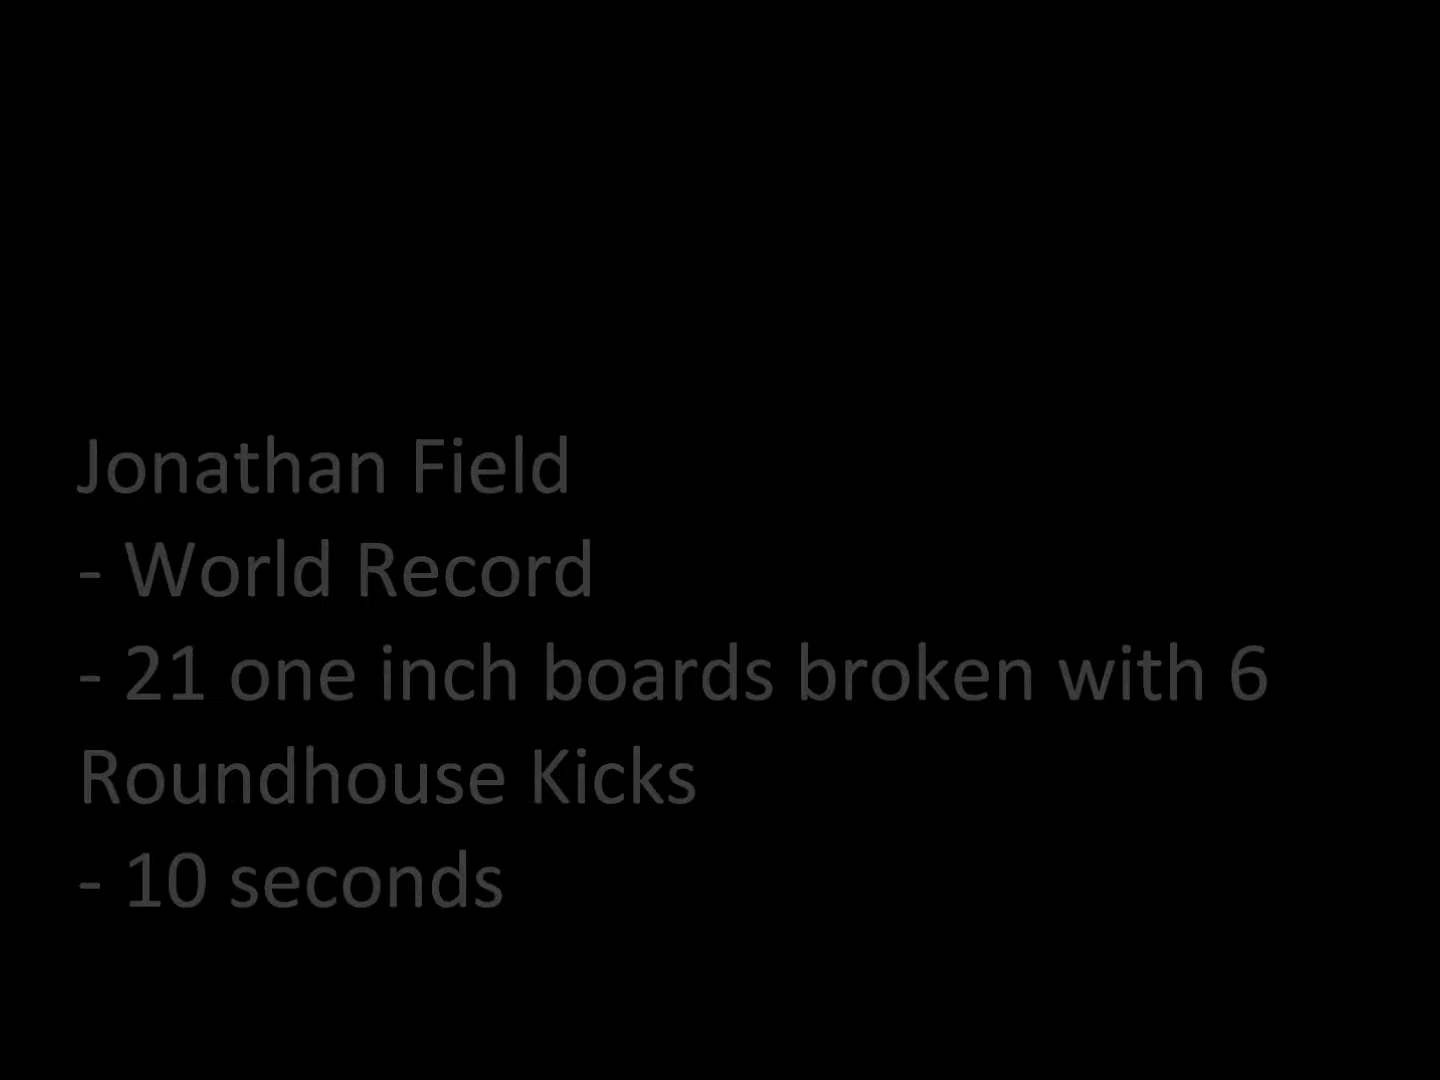 Jonathan Field
- World Record
- 21 one inch boards broken with 6
Roundhouse Kicks
- 10 seconds